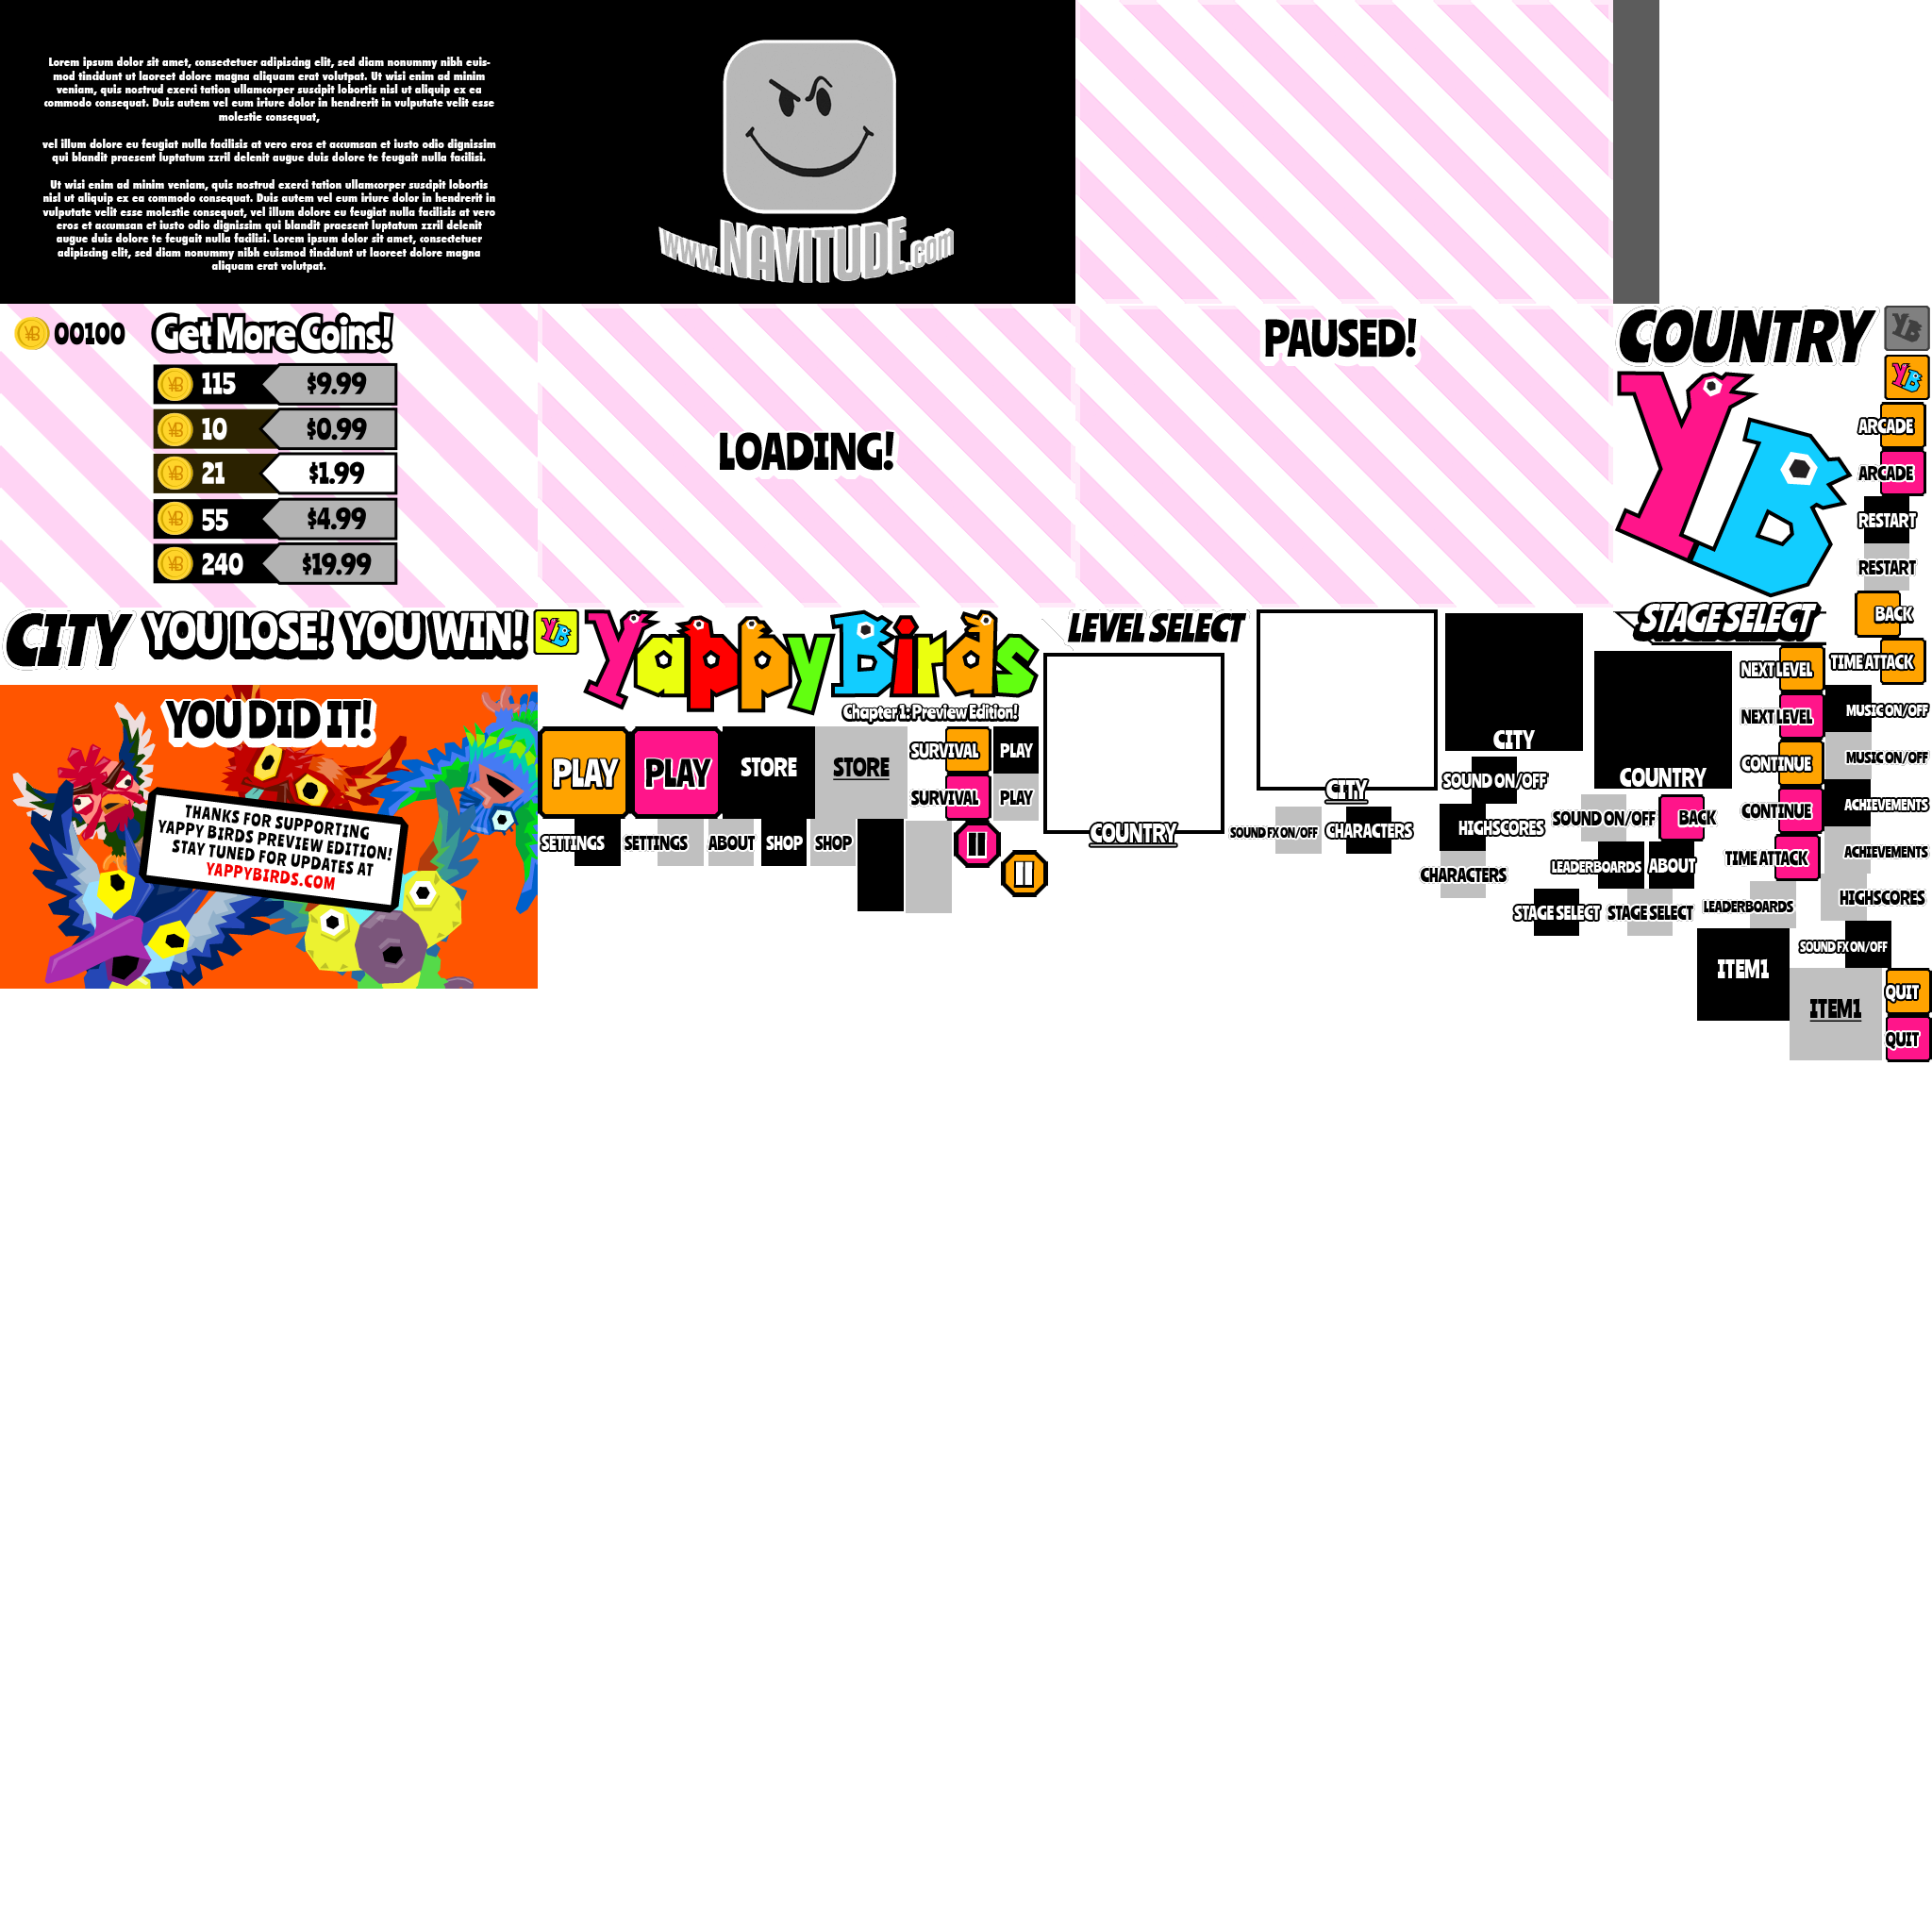 Lorem ipsum dolor sit amet, consectetuer adipiscing elit, sed diam nonummy nibh euis-
mod tincidunt ut laoreet dolore magna aliquam erat volutpat. Ut wisi enim ad minim
veniam, quis nostrud exerci tation ullamcorper suscipit lobortis nisl ut aliquip ex ea
commodo consequat. Duis autem vel eum iriure dolor in hendrerit in vulputate velit esse
molestie consequat,
vel illum dolore eu feugiat nulla facilisis at vero eros et accumsan et iusto odio dignissim
qui blandit praesent luptatum zzril delenit augue duis dolore te feugait nulla facilisi.
Ut wisi enim ad minim veniam, quis nostrud exerci tation ullamcorper suscipit lobortis
nisl ut aliquip ex ea commodo consequat. Duis autem vel eum iriure dolor in hendrerit in
vulputate velit esse molestie consequat, vel illum dolore eu feugiat nulla facilisis at vero
eros et accumsan et iusto odio dignissim qui blandit praesent luptatum zzril delenit
augue duis dolore te feugait nulla facilisi. Lorem ipsum dolor sit amet, consectetuer
adipiscing elit, sed diam nonummy nibh euismod tincidunt ut laoreet dolore magna
aliquam erat volutpat.
www.NAVITUDE.com
YB 00100
Get More Coins!
YB 115 $9.99
YB 10 $0.99
YB 21 $1.99
YB 55 $4.99
YB 240 $19.99
LOADING!
PAUSED!
COUNTRY
YB
YB
YB
ARCADE
ARCADE
RESTART
RESTART
BACK
CITY
YOU LOSE!
YOU WIN!
YB
YappyBirds
Chapter 1: Preview Edition!
LEVEL SELECT
STAGE SELECT
YOU DID IT!
THANKS FOR SUPPORTING
YAPPY BIRDS PREVIEW EDITION!
STAY TUNED FOR UPDATES AT
YAPPYBIRDS.COM
PLAY
PLAY
STORE
STORE
SURVIVAL
PLAY
SURVIVAL
PLAY
SETTINGS
SETTINGS
ABOUT
SHOP
SHOP
COUNTRY
CITY
CITY
COUNTRY
SOUND ON/OFF
SOUND FX ON/OFF
CHARACTERS
HIGHSCORES
CHARACTERS
SOUND ON/OFF
BACK
LEADERBOARDS
ABOUT
STAGE SELECT
STAGE SELECT
NEXT LEVEL
TIME ATTACK
NEXT LEVEL
MUSIC ON/OFF
CONTINUE
MUSIC ON/OFF
CONTINUE
ACHIEVEMENTS
TIME ATTACK
ACHIEVEMENTS
LEADERBOARDS
HIGHSCORES
SOUND FX ON/OFF
ITEM1
ITEM1
QUIT
QUIT